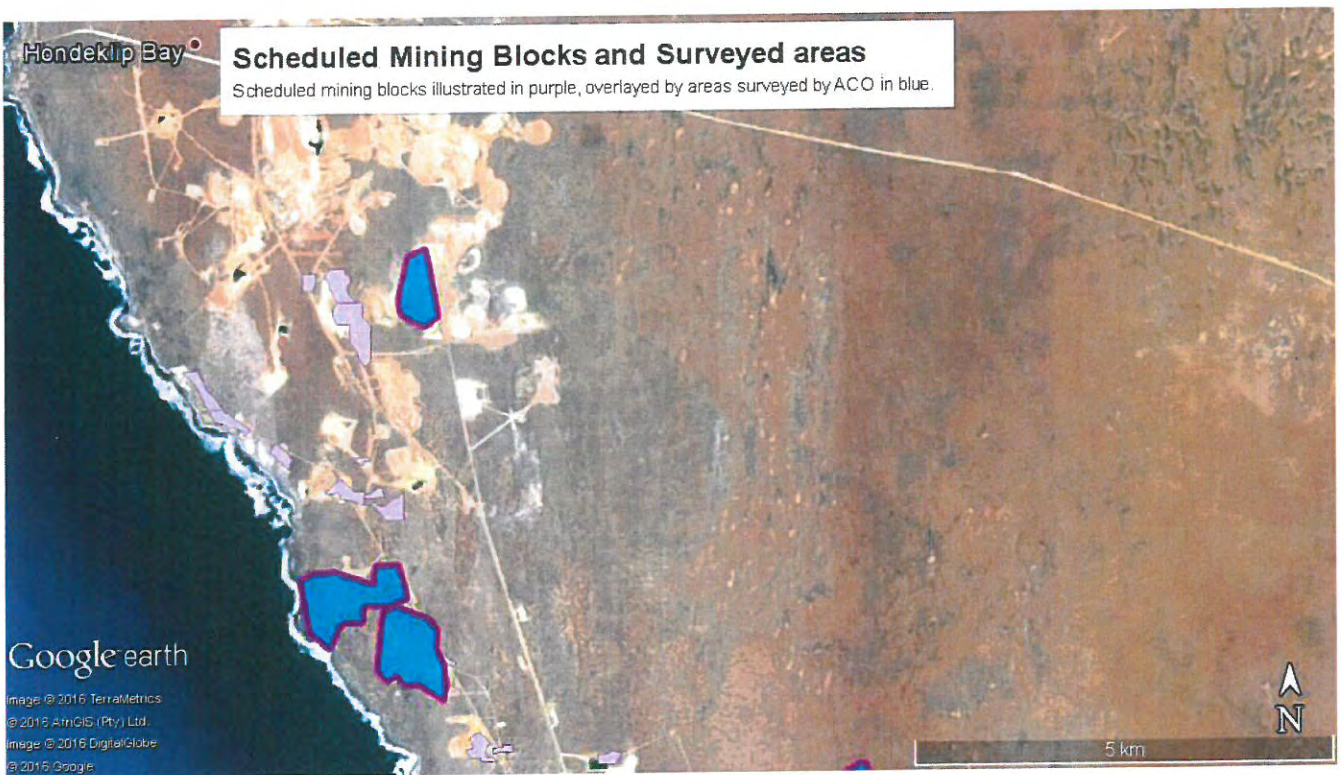 Hondeklip Bay
Scheduled Mining Blocks and Surveyed areas
Scheduled mining blocks illustrated in purple, overlayed by areas surveyed by ACO in blue.
Google earth
Image © 2016 TerraMetrics
© 2016 AfriGIS (Pty) Ltd.
Image © 2016 DigitalGlobe
© 2016 Google
N
5 km